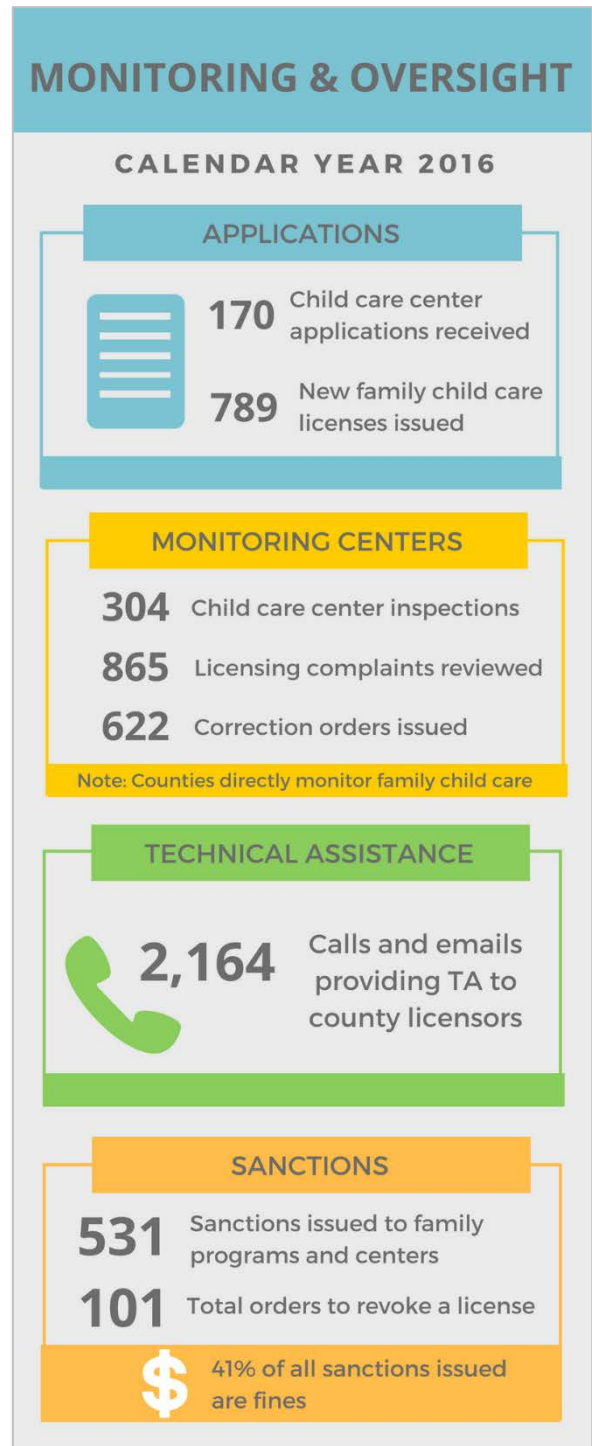 MONITORING & OVERSIGHT
CALENDAR YEAR 2016
APPLICATIONS
170 Child care center
applications received
789 New family child care
licenses issued
MONITORING CENTERS
304 Child care center inspections
865 Licensing complaints reviewed
622 Correction orders issued
Note: Counties directly monitor family child care
TECHNICAL ASSISTANCE
2,164 Calls and emails
providing TA to
county licensors
SANCTIONS
531 Sanctions issued to family
programs and centers
101 Total orders to revoke a license
$ 41% of all sanctions issued
are fines